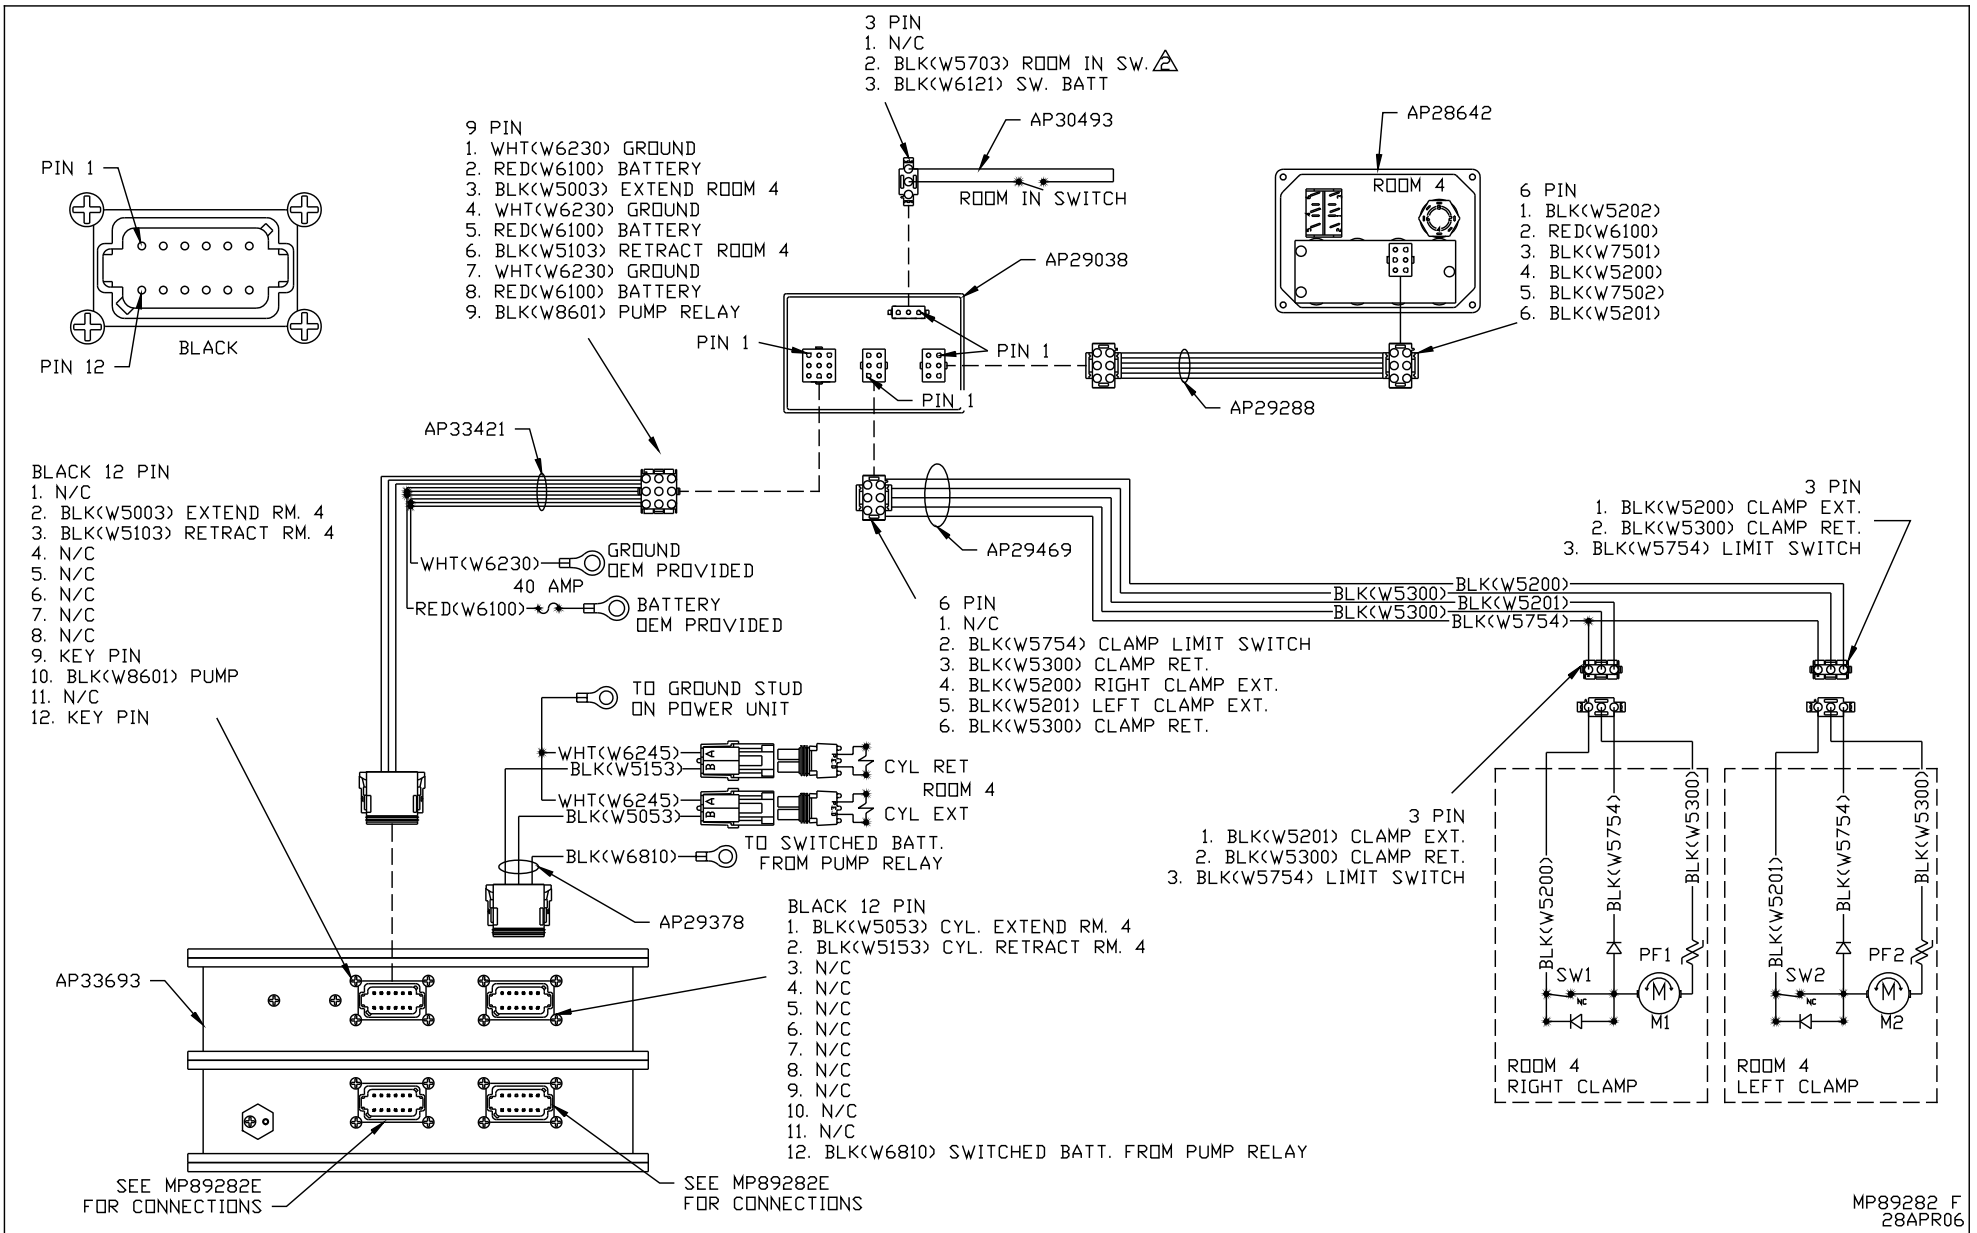 3 PIN
1. N/C
2. BLK(W5703) ROOM IN SW. 2
3. BLK(W6121) SW. BATT
AP30493
ROOM IN SWITCH
AP28642
ROOM 4
9 PIN
1. WHT(W6230) GROUND
2. RED(W6100) BATTERY
3. BLK(W5003) EXTEND ROOM 4
4. WHT(W6230) GROUND
5. RED(W6100) BATTERY
6. BLK(W5103) RETRACT ROOM 4
7. WHT(W6230) GROUND
8. RED(W6100) BATTERY
9. BLK(W8601) PUMP RELAY
PIN 1
PIN 12
BLACK
6 PIN
1. BLK(W5202)
2. RED(W6100)
3. BLK(W7501)
4. BLK(W5200)
5. BLK(W7502)
6. BLK(W5201)
AP29038
PIN 1
PIN 1
PIN 1
AP29288
AP33421
BLACK 12 PIN
1. N/C
2. BLK(W5003) EXTEND RM. 4
3. BLK(W5103) RETRACT RM. 4
4. N/C
5. N/C
6. N/C
7. N/C
8. N/C
9. KEY PIN
10. BLK(W8601) PUMP
11. N/C
12. KEY PIN
WHT(W6230)
GROUND
OEM PROVIDED
40 AMP
RED(W6100)
BATTERY
OEM PROVIDED
AP29469
6 PIN
1. N/C
2. BLK(W5754) CLAMP LIMIT SWITCH
3. BLK(W5300) CLAMP RET.
4. BLK(W5200) RIGHT CLAMP EXT.
5. BLK(W5201) LEFT CLAMP EXT.
6. BLK(W5300) CLAMP RET.
3 PIN
1. BLK(W5200) CLAMP EXT.
2. BLK(W5300) CLAMP RET.
3. BLK(W5754) LIMIT SWITCH
BLK(W5200)
BLK(W5300)
BLK(W5201)
BLK(W5300)
BLK(W5754)
TO GROUND STUD
ON POWER UNIT
WHT(W6245)
BLK(W5153)
A
B
CYL RET
ROOM 4
WHT(W6245)
BLK(W5053)
A
B
CYL EXT
BLK(W6810)
TO SWITCHED BATT.
FROM PUMP RELAY
AP29378
3 PIN
1. BLK(W5201) CLAMP EXT.
2. BLK(W5300) CLAMP RET.
3. BLK(W5754) LIMIT SWITCH
BLACK 12 PIN
1. BLK(W5053) CYL. EXTEND RM. 4
2. BLK(W5153) CYL. RETRACT RM. 4
3. N/C
4. N/C
5. N/C
6. N/C
7. N/C
8. N/C
9. N/C
10. N/C
11. N/C
12. BLK(W6810) SWITCHED BATT. FROM PUMP RELAY
AP33693
SEE MP89282E
FOR CONNECTIONS
SEE MP89282E
FOR CONNECTIONS
BLK(W5200)
BLK(W5754)
BLK(W5300)
SW1
NC
PF1
M
M1
ROOM 4
RIGHT CLAMP
BLK(W5201)
BLK(W5754)
BLK(W5300)
SW2
NC
PF2
M
M2
ROOM 4
LEFT CLAMP
MP89282 F
28APR06